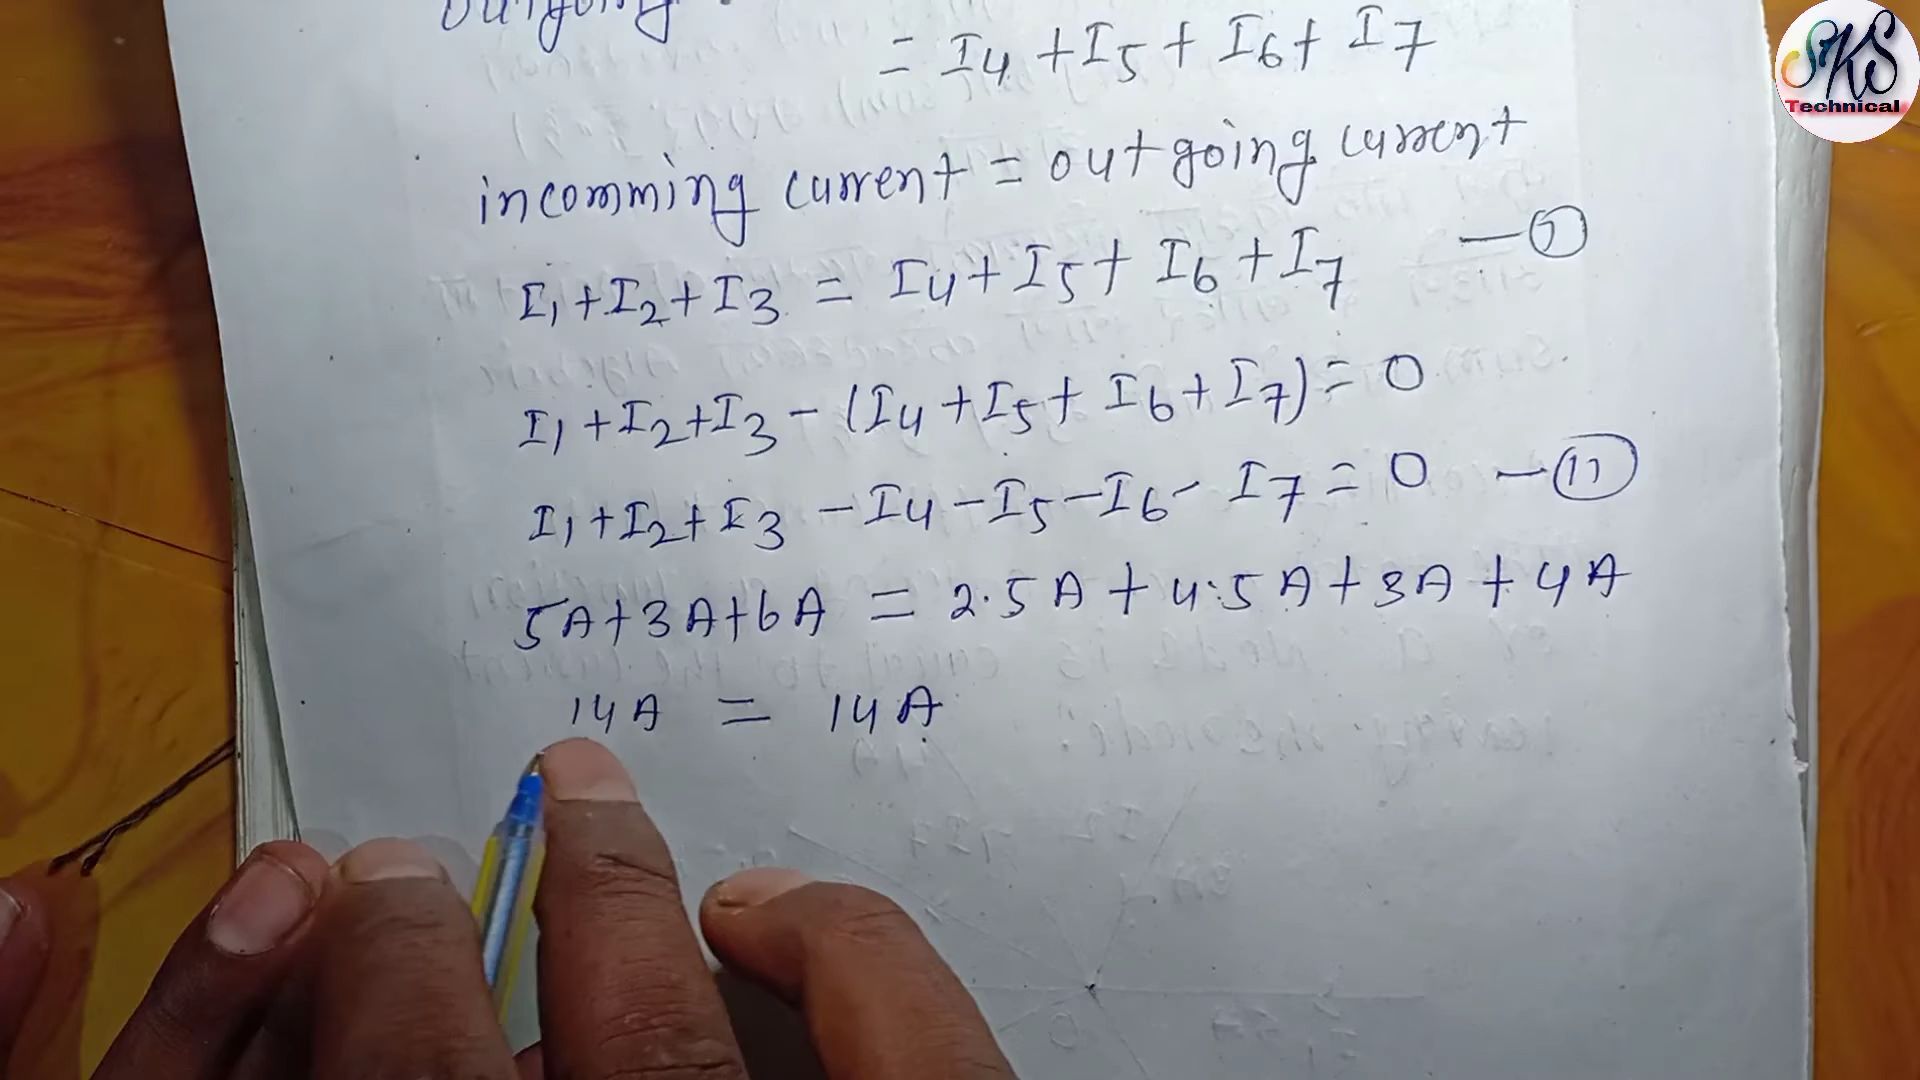 outgoing
= I4 + I5 + I6 + I7
incomming current = outgoing current
I1 + I2 + I3 = I4 + I5 + I6 + I7 — (I)
I1 + I2 + I3 - (I4 + I5 + I6 + I7) = 0
I1 + I2 + I3 - I4 - I5 - I6 - I7 = 0 — (II)
5A + 3A + 6A = 2.5A + 4.5A + 3A + 4A
14A = 14A
SKS
Technical